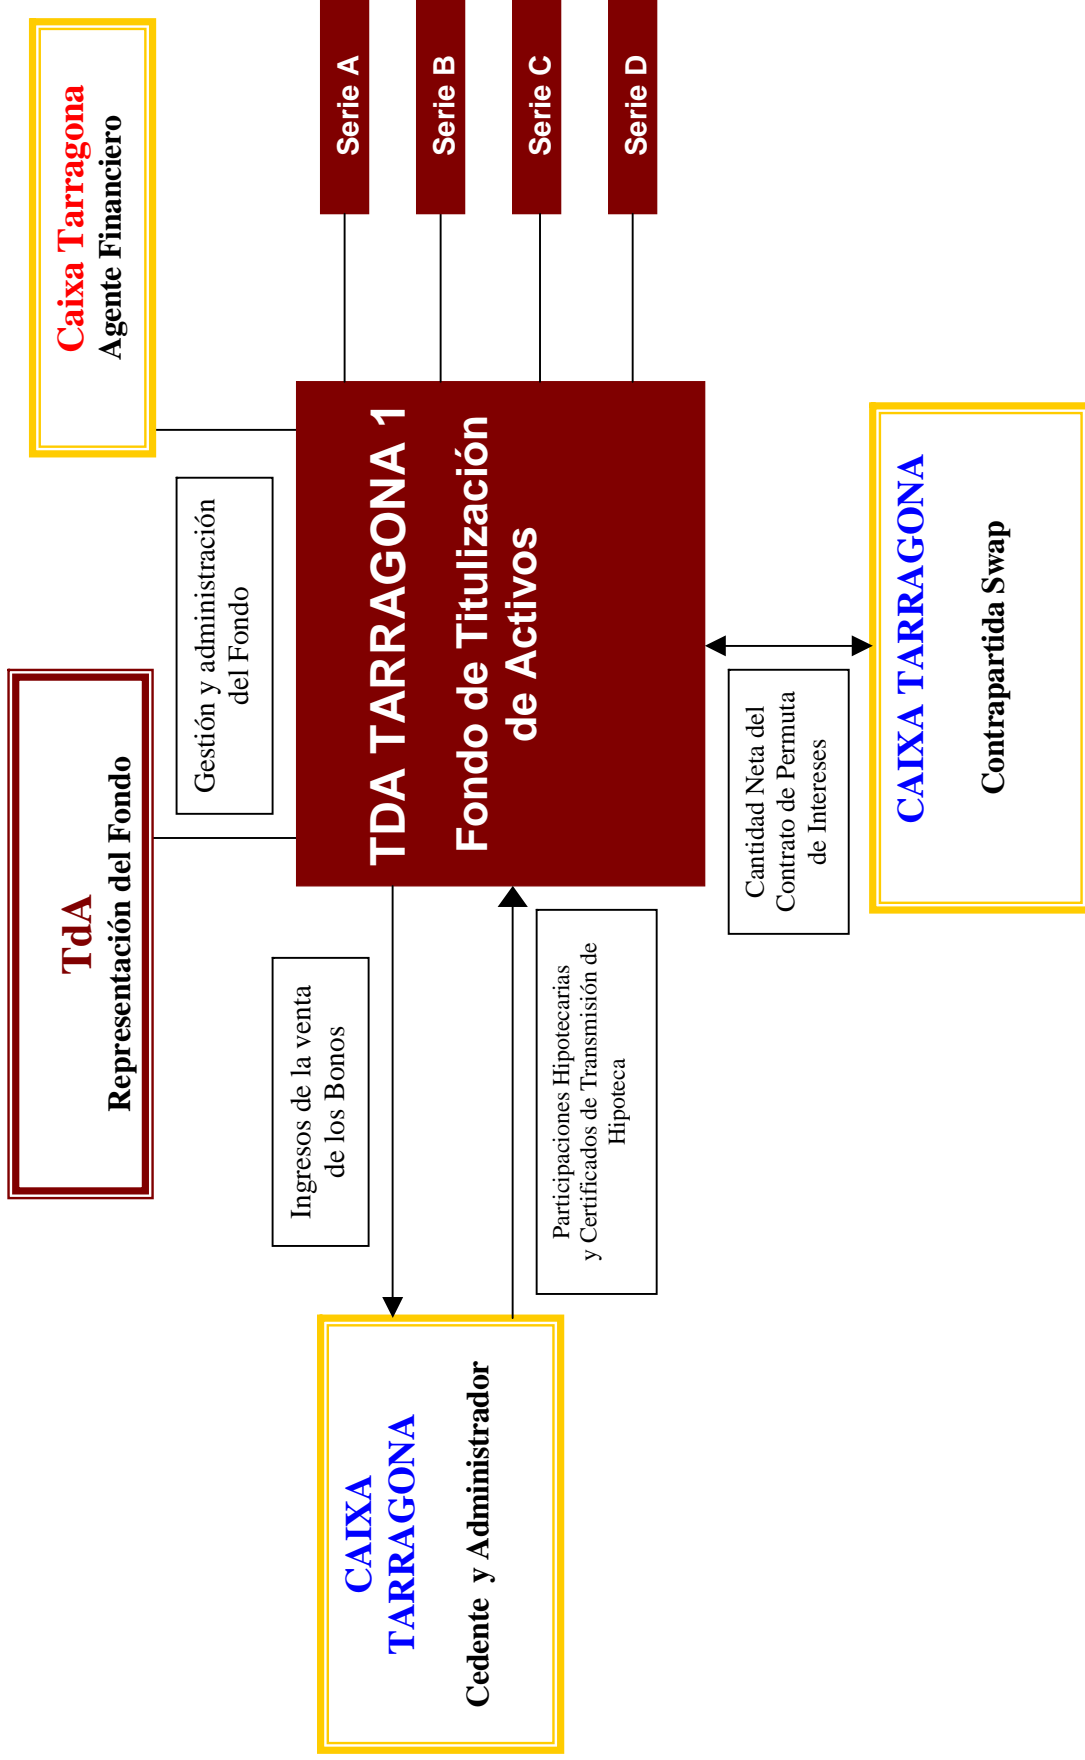 TdA
Representación del Fondo
Caixa Tarragona
Agente Financiero
Gestión y administración
del Fondo
Ingresos de la venta
de los Bonos
CAIXA
TARRAGONA
Cedente y Administrador
TDA TARRAGONA 1
Fondo de Titulización
de Activos
Serie A
Serie B
Serie C
Serie D
Participaciones Hipotecarias
y Certificados de Transmisión de
Hipoteca
Cantidad Neta del
Contrato de Permuta
de Intereses
CAIXA TARRAGONA
Contrapartida Swap